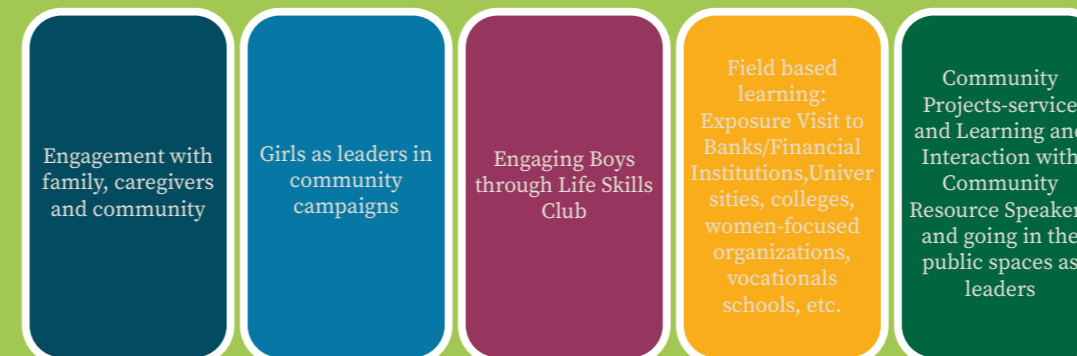 Engagement with
family, caregivers
and community
Girls as leaders in
community
campaigns
Engaging Boys
through Life Skills
Club
Field based
learning:
Exposure Visit to
Banks/Financial
Institutions,Univer
sities, colleges,
women-focused
organizations,
vocationals
schools, etc.
Community
Projects-service
and Learning and
Interaction with
Community
Resource Speaker
and going in the
public spaces as
leaders